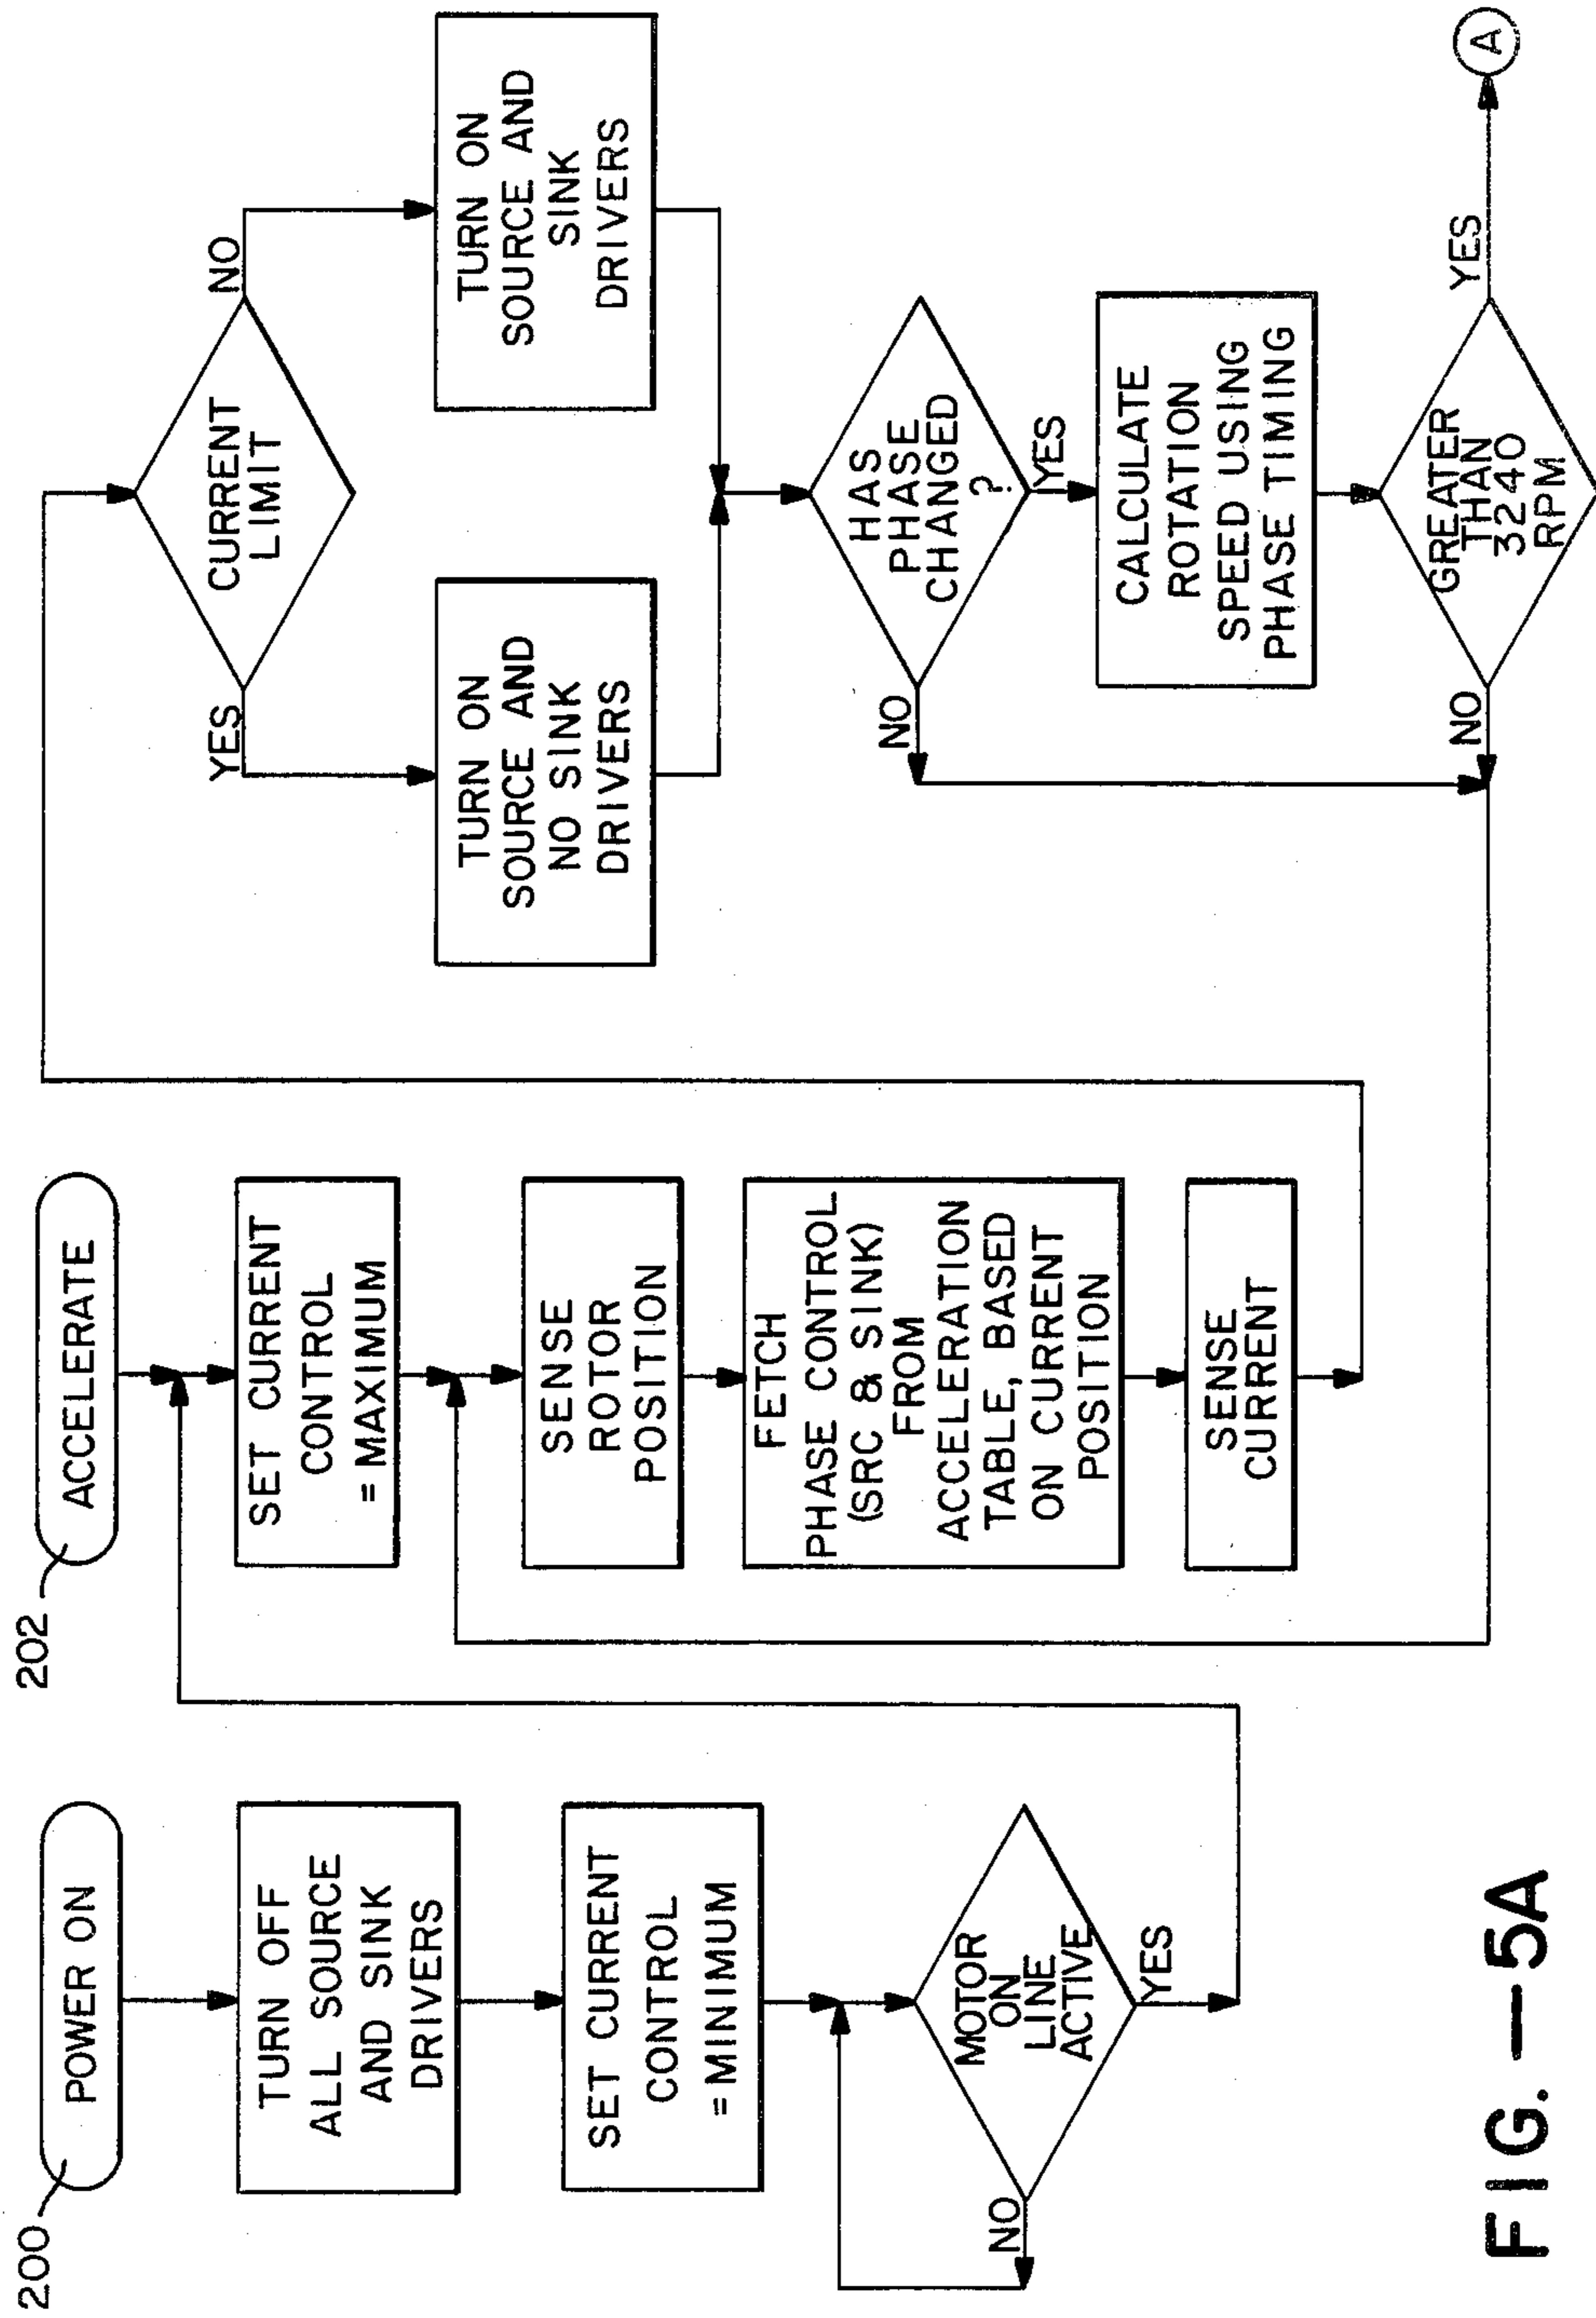 200
POWER ON
TURN OFF
ALL SOURCE
AND SINK
DRIVERS
SET CURRENT
CONTROL
= MINIMUM
MOTOR
ON
LINE
ACTIVE
NO
YES
202
ACCELERATE
SET CURRENT
CONTROL
= MAXIMUM
SENSE
ROTOR
POSITION
FETCH
PHASE CONTROL
(SRC & SINK)
FROM
ACCELERATION
TABLE, BASED
ON CURRENT
POSITION
SENSE
CURRENT
CURRENT
LIMIT
YES
NO
TURN ON
SOURCE AND
NO SINK
DRIVERS
TURN ON
SOURCE AND
SINK
DRIVERS
HAS
PHASE
CHANGED
?
NO
YES
CALCULATE
ROTATION
SPEED USING
PHASE TIMING
GREATER
THAN
3240
RPM
NO
YES
A
FIG.—5A